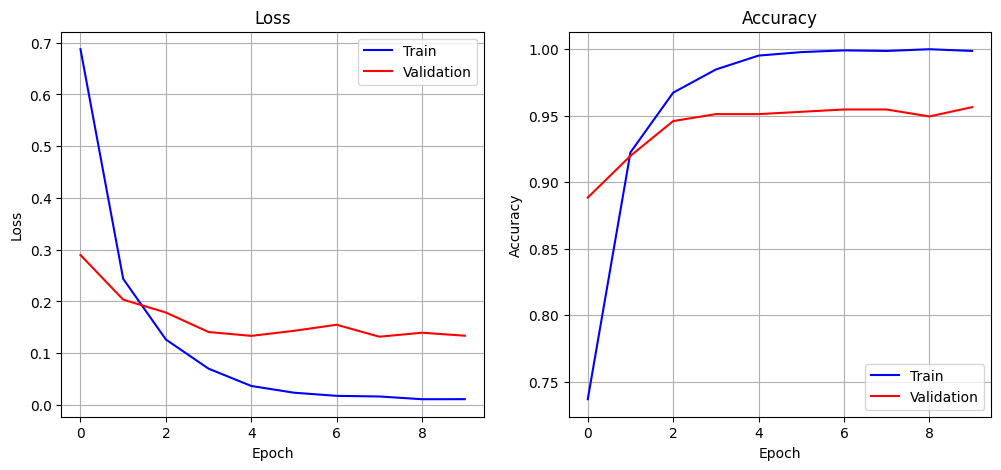 Loss
0.7
0.6
0.5
0.4
0.3
0.2
0.1
0.0
Loss
0 2 4 6 8
Epoch
Train
Validation
Accuracy
1.00
0.95
0.90
0.85
0.80
0.75
Accuracy
0 2 4 6 8
Epoch
Train
Validation